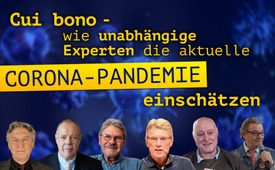 Cui bono -
wie unabhängige
Experten die aktuelle
CORONA-PANDEMIE
einschätzen